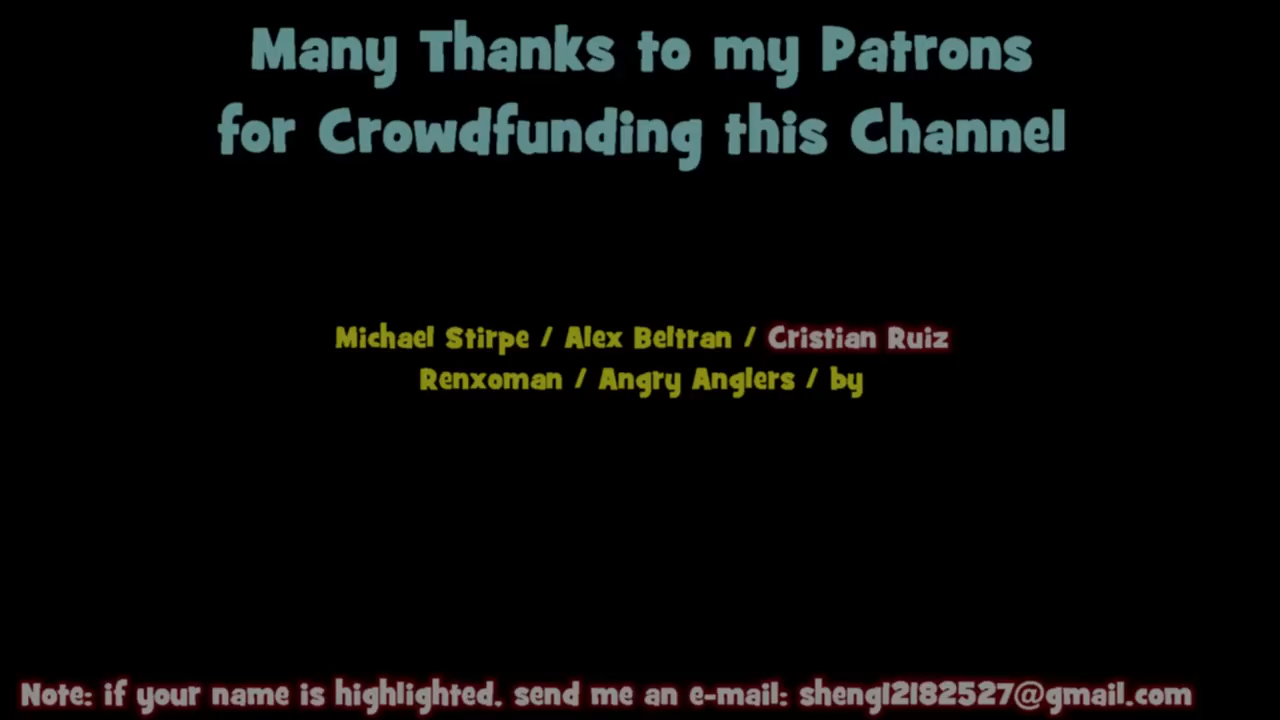 Many Thanks to my Patrons
for Crowdfunding this Channel
Michael Stirpe / Alex Beltran / Cristian Ruiz
Renxoman / Angry Anglers / by
Note: if your name is highlighted, send me an e-mail: sheng12182527@gmail.com